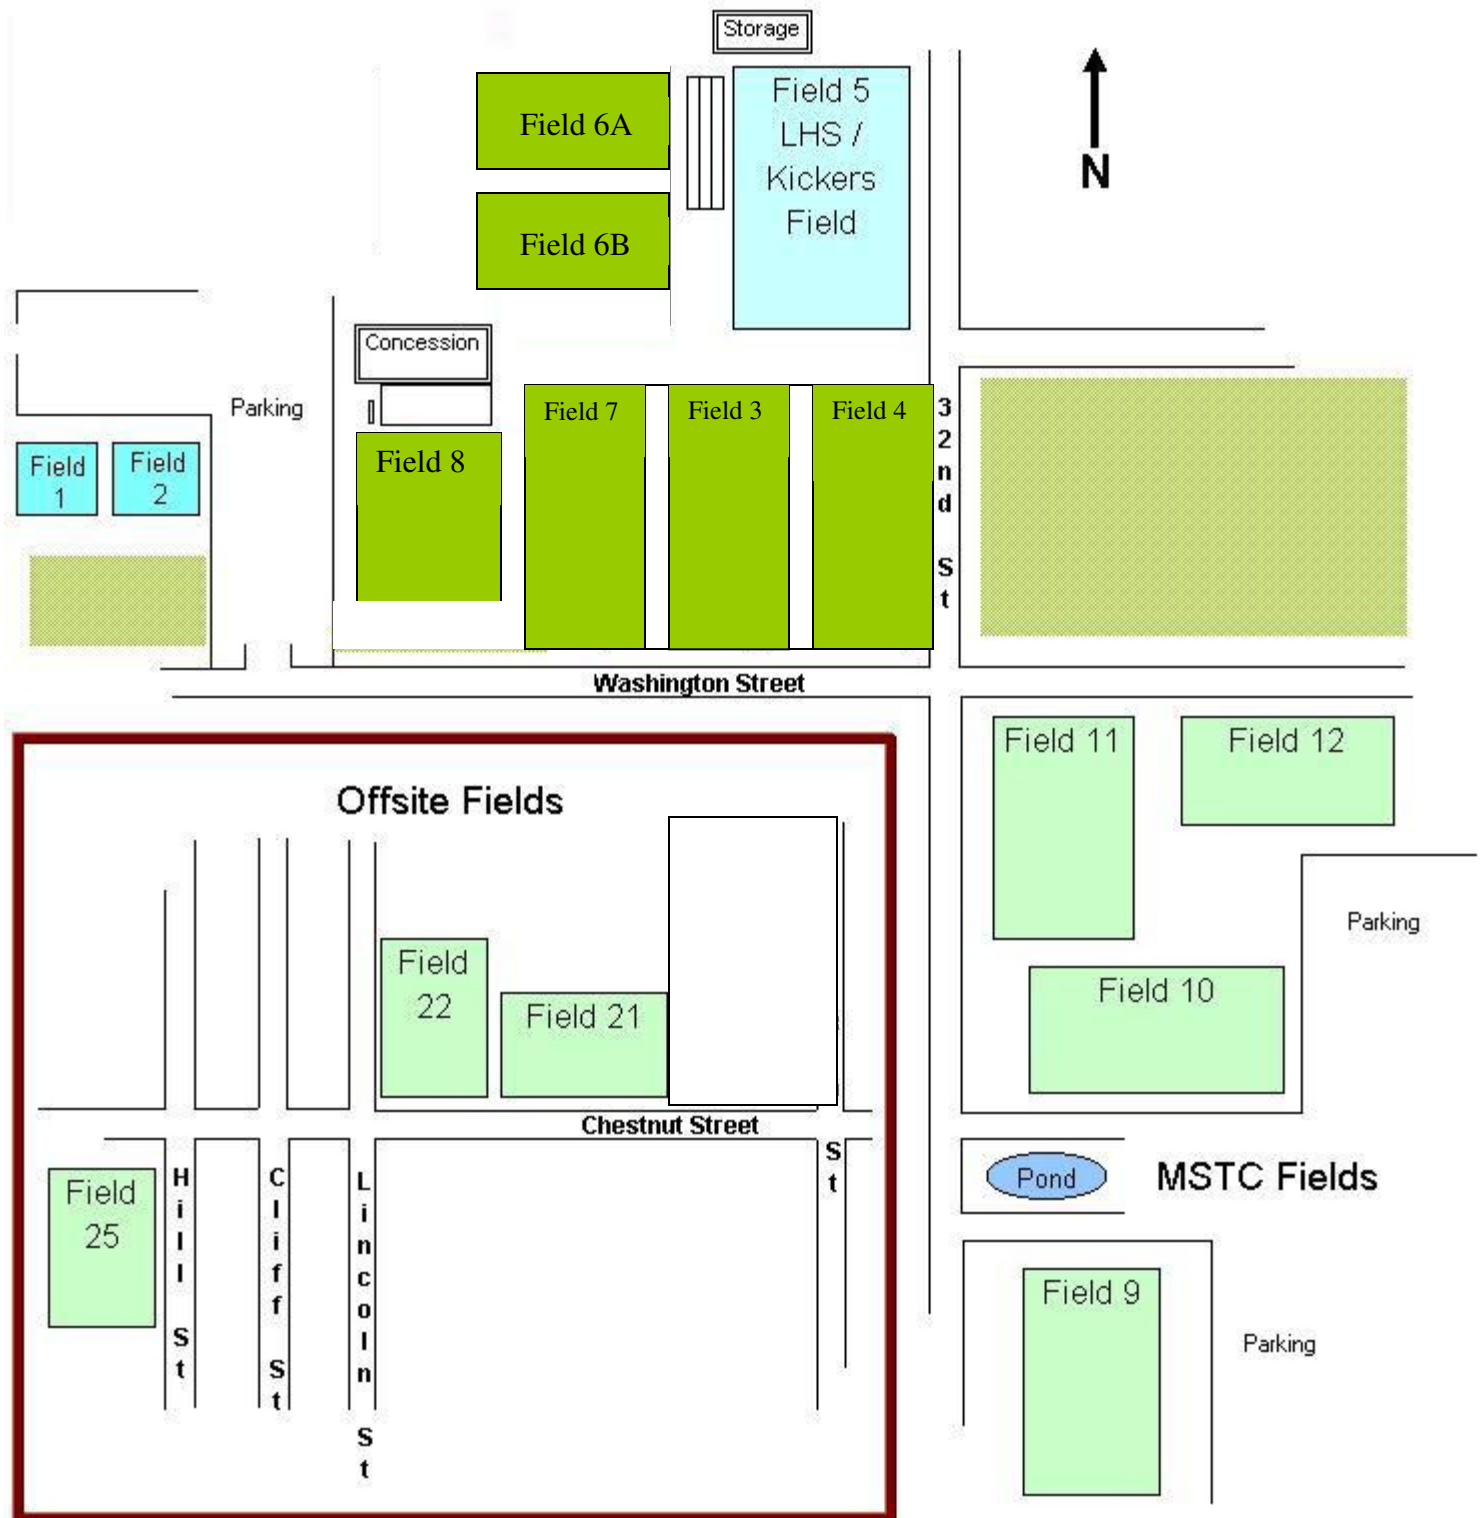 Storage
Field 5
LHS /
Kickers
Field
N
Field 6A
Field 6B
Concession
Parking
Field 7
Field 3
Field 4
32nd St
Field 8
Field
1
Field
2
Washington Street
Field 11
Field 12
Offsite Fields
Parking
Field
22
Field 21
Field 10
Chestnut Street
St
Pond
MSTC Fields
Field
25
Hill St
Cliff St
Lincoln St
Field 9
Parking